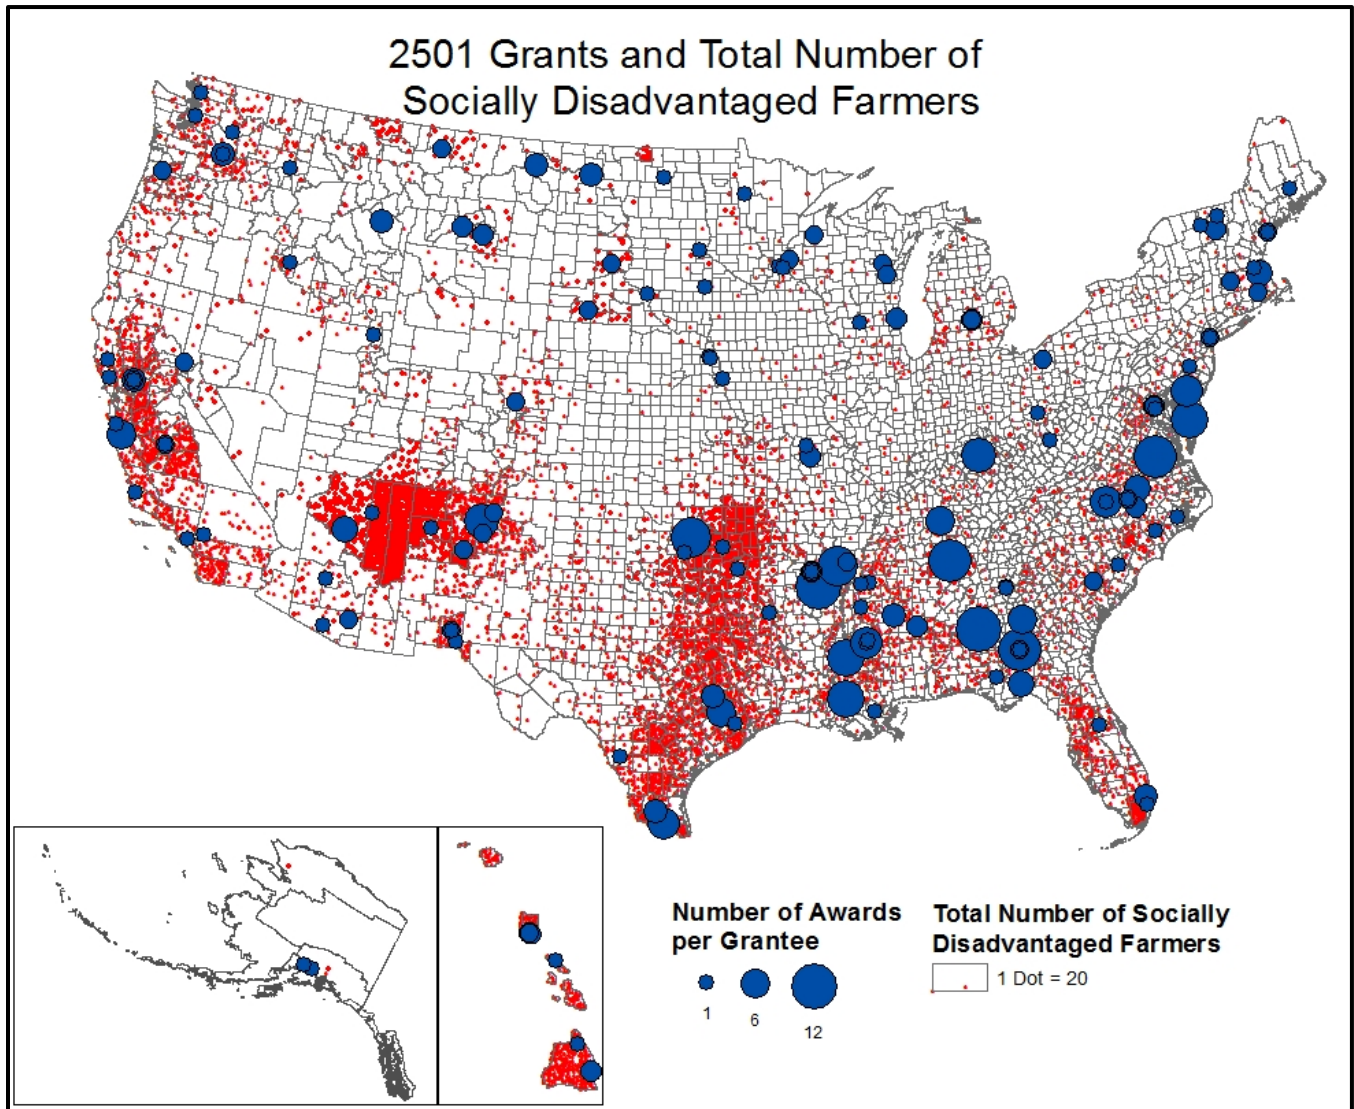 2501 Grants and Total Number of
Socially Disadvantaged Farmers
Number of Awards
per Grantee
1
6
12
Total Number of Socially
Disadvantaged Farmers
1 Dot = 20